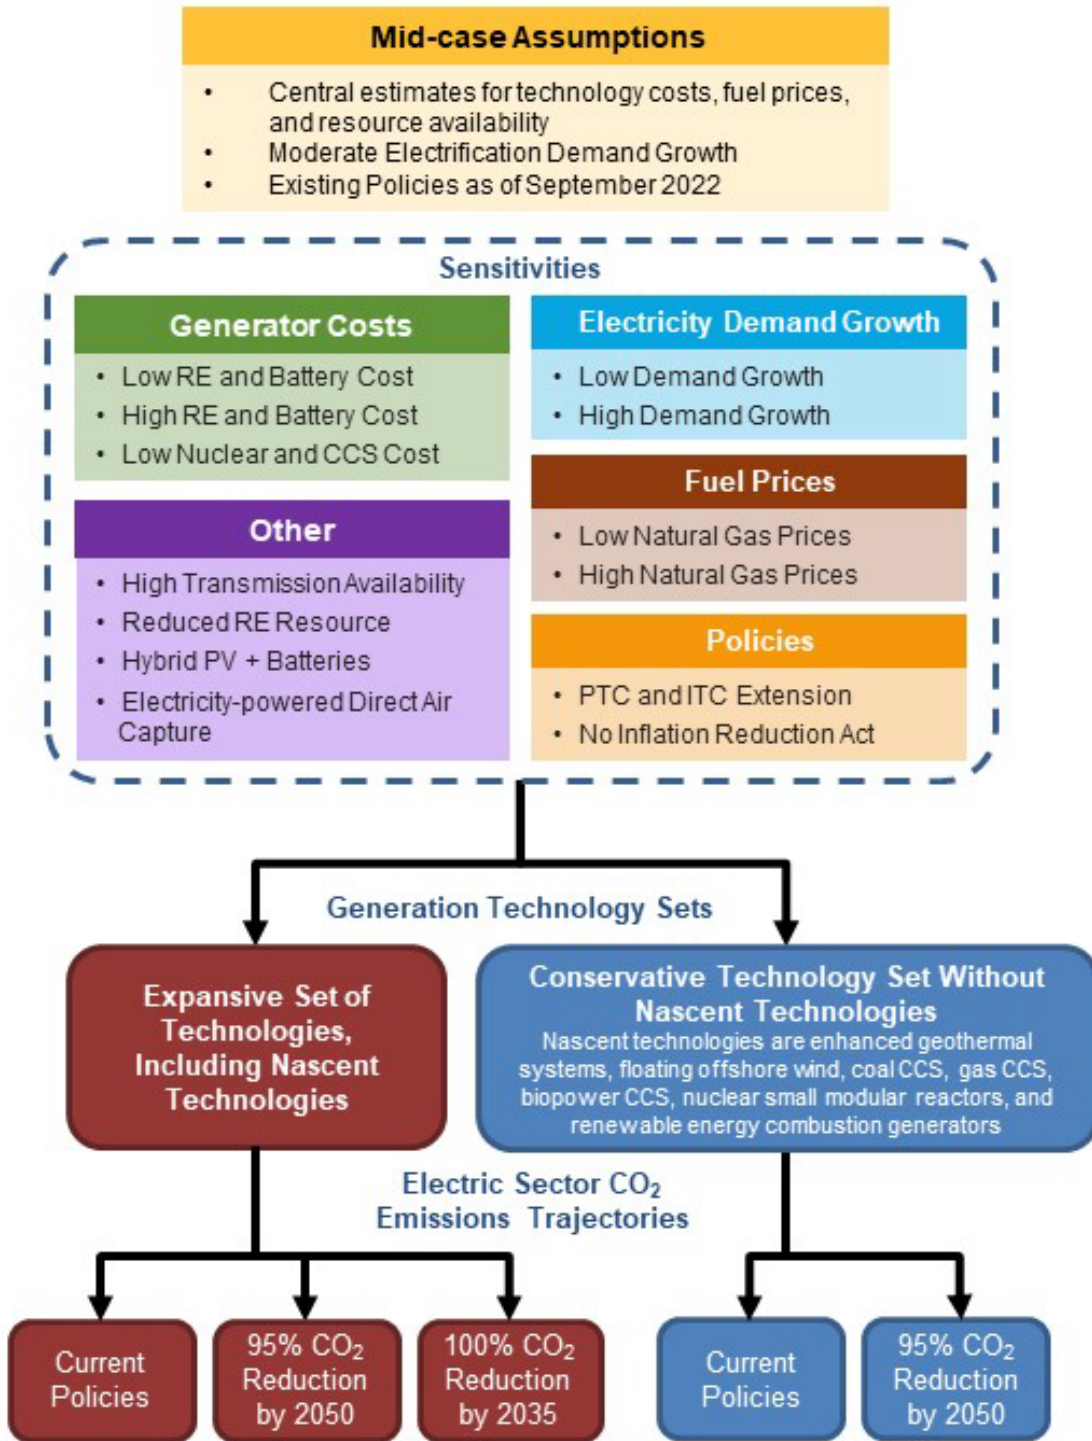 Mid-case Assumptions
• Central estimates for technology costs, fuel prices,
and resource availability
• Moderate Electrification Demand Growth
• Existing Policies as of September 2022
Sensitivities
Generator Costs
• Low RE and Battery Cost
• High RE and Battery Cost
• Low Nuclear and CCS Cost
Other
• High Transmission Availability
• Reduced RE Resource
• Hybrid PV + Batteries
• Electricity-powered Direct Air
Capture
Electricity Demand Growth
• Low Demand Growth
• High Demand Growth
Fuel Prices
• Low Natural Gas Prices
• High Natural Gas Prices
Policies
• PTC and ITC Extension
• No Inflation Reduction Act
Generation Technology Sets
Expansive Set of
Technologies,
Including Nascent
Technologies
Conservative Technology Set Without
Nascent Technologies
Nascent technologies are enhanced geothermal
systems, floating offshore wind, coal CCS, gas CCS,
biopower CCS, nuclear small modular reactors, and
renewable energy combustion generators
Electric Sector CO₂
Emissions Trajectories
Current
Policies
95% CO₂
Reduction
by 2050
100% CO₂
Reduction
by 2035
Current
Policies
95% CO₂
Reduction
by 2050